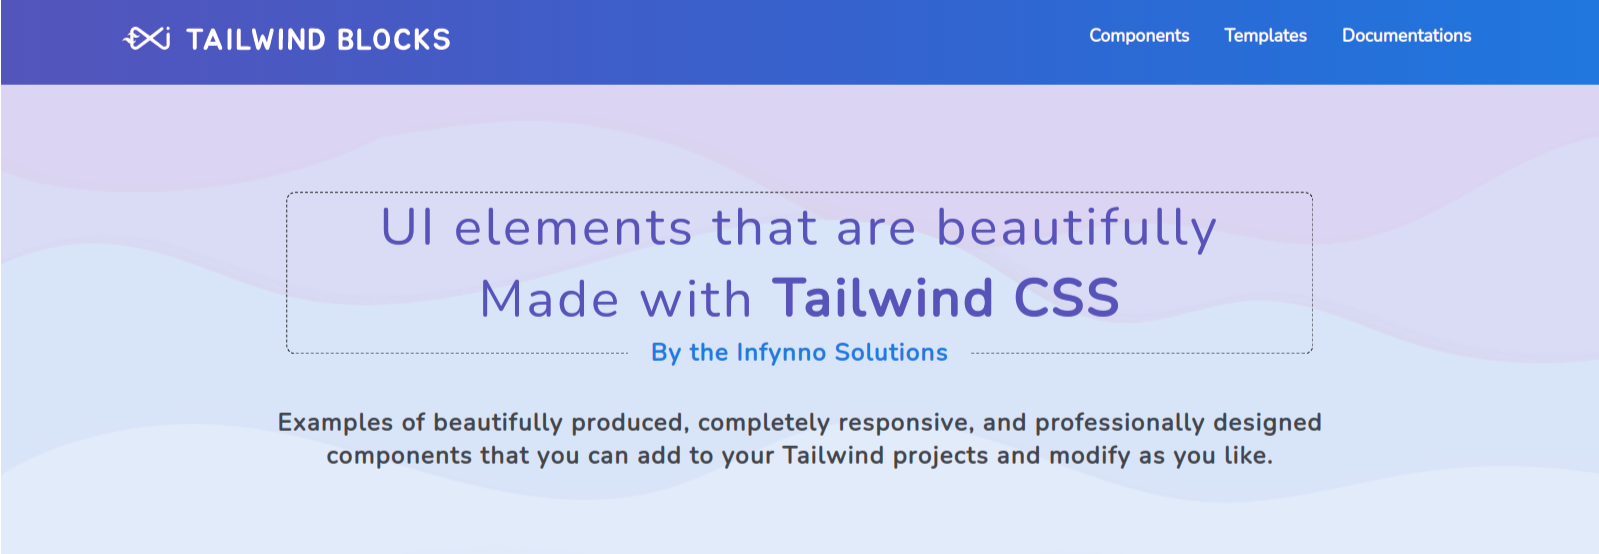 TAILWIND BLOCKS
Components
Templates
Documentations
UI elements that are beautifully
Made with Tailwind CSS
By the Infynno Solutions
Examples of beautifully produced, completely responsive, and professionally designed
components that you can add to your Tailwind projects and modify as you like.